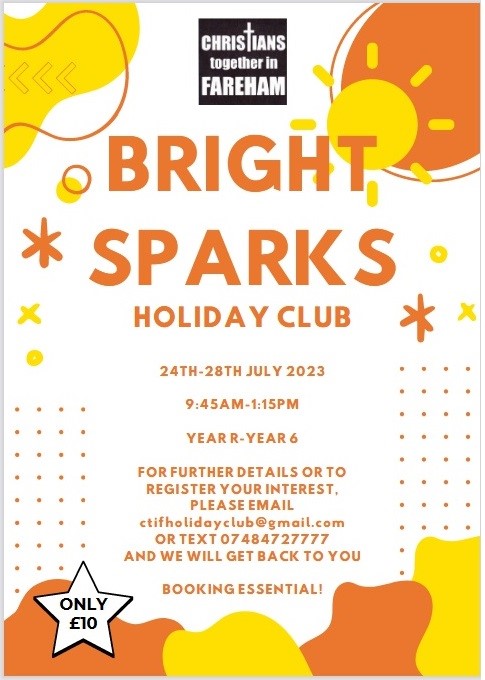 CHRISTIANS
together in
FAREHAM
BRIGHT
SPARKS
HOLIDAY CLUB
24TH-28TH JULY 2023
9:45AM-1:15PM
YEAR R-YEAR 6
FOR FURTHER DETAILS OR TO
REGISTER YOUR INTEREST,
PLEASE EMAIL
ctifholidayclub@gmail.com
OR TEXT 07484727777
AND WE WILL GET BACK TO YOU
BOOKING ESSENTIAL!
ONLY
£10